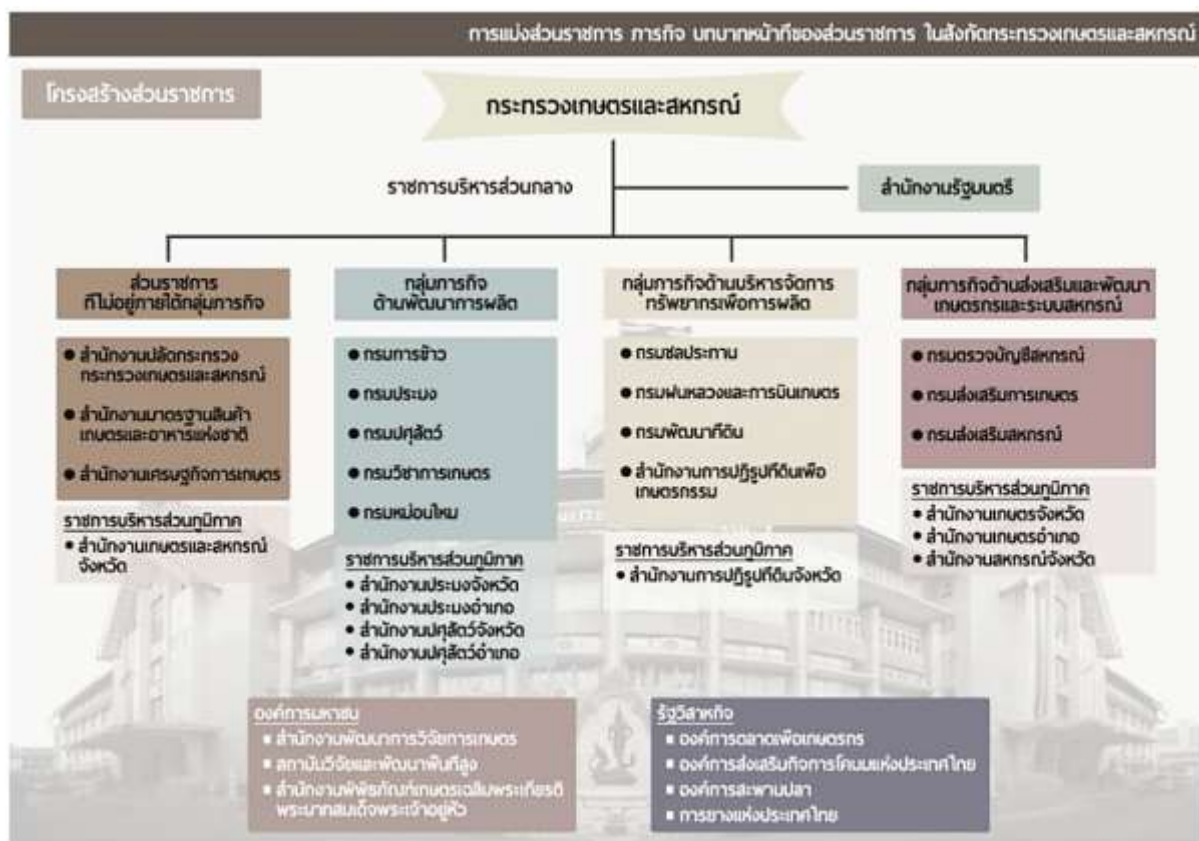 การแบ่งส่วนราชการ ภารกิจ บทบาทหน้าที่ของส่วนราชการ ในสังกัดกระทรวงเกษตรและสหกรณ์
โครงสร้างส่วนราชการ
กระทรวงเกษตรและสหกรณ์
ราชการบริหารส่วนกลาง
สำนักงานรัฐมนตรี
ส่วนราชการ
ที่ไม่อยู่ภายใต้กลุ่มภารกิจ
● สำนักงานปลัดกระทรวง
กระทรวงเกษตรและสหกรณ์
● สำนักงานมาตรฐานสินค้า
เกษตรและอาหารแห่งชาติ
● สำนักงานเศรษฐกิจการเกษตร
ราชการบริหารส่วนภูมิภาค
• สำนักงานเกษตรและสหกรณ์
จังหวัด
กลุ่มภารกิจ
ด้านพัฒนาการผลิต
● กรมการข้าว
● กรมประมง
● กรมปศุสัตว์
● กรมวิชาการเกษตร
● กรมหม่อนไหม
ราชการบริหารส่วนภูมิภาค
• สำนักงานประมงจังหวัด
• สำนักงานประมงอำเภอ
• สำนักงานปศุสัตว์จังหวัด
• สำนักงานปศุสัตว์อำเภอ
กลุ่มภารกิจด้านบริหารจัดการ
ทรัพยากรเพื่อการผลิต
● กรมชลประทาน
● กรมฝนหลวงและการบินเกษตร
● กรมพัฒนาที่ดิน
● สำนักงานการปฏิรูปที่ดินเพื่อ
เกษตรกรรม
ราชการบริหารส่วนภูมิภาค
• สำนักงานการปฏิรูปที่ดินจังหวัด
กลุ่มภารกิจด้านส่งเสริมและพัฒนา
เกษตรกรและระบบสหกรณ์
● กรมตรวจบัญชีสหกรณ์
● กรมส่งเสริมการเกษตร
● กรมส่งเสริมสหกรณ์
ราชการบริหารส่วนภูมิภาค
• สำนักงานเกษตรจังหวัด
• สำนักงานเกษตรอำเภอ
• สำนักงานสหกรณ์จังหวัด
องค์การมหาชน
■ สำนักงานพัฒนาการวิจัยการเกษตร
■ สถาบันวิจัยและพัฒนาพื้นที่สูง
■ สำนักงานพิพิธภัณฑ์เกษตรเฉลิมพระเกียรติ
พระบาทสมเด็จพระเจ้าอยู่หัว
รัฐวิสาหกิจ
■ องค์การตลาดเพื่อเกษตรกร
■ องค์การส่งเสริมกิจการโคนมแห่งประเทศไทย
■ องค์การสะพานปลา
■ การยางแห่งประเทศไทย